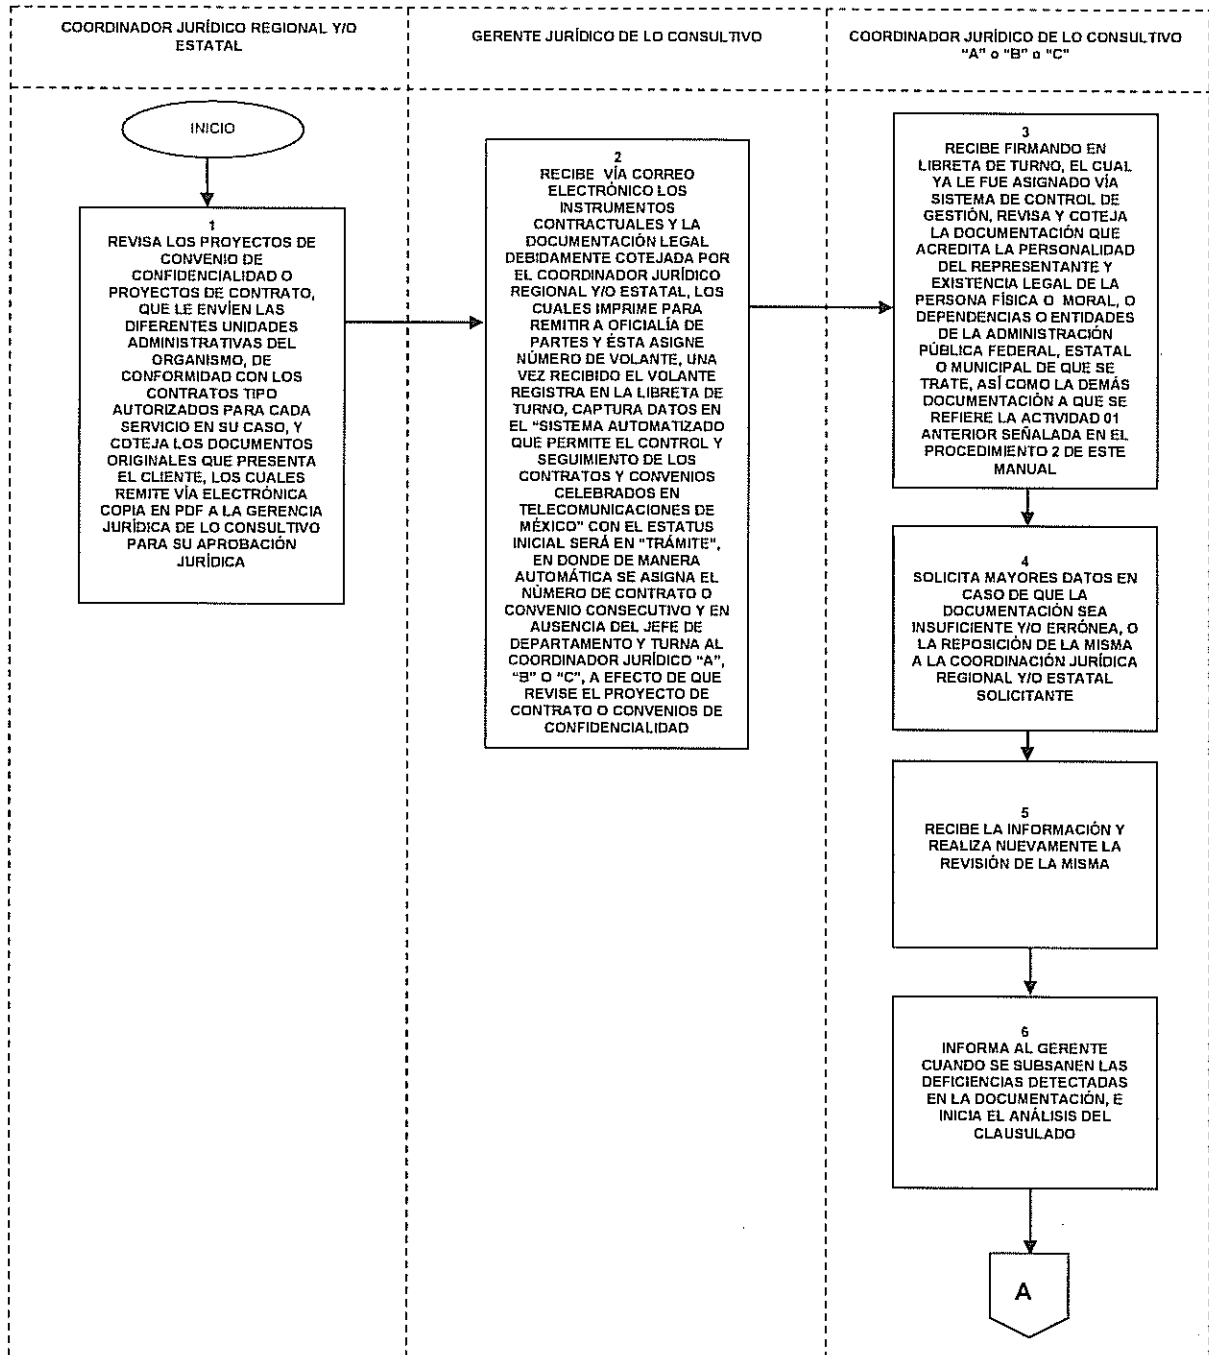 COORDINADOR JURÍDICO REGIONAL Y/O
ESTATAL
GERENTE JURÍDICO DE LO CONSULTIVO
COORDINADOR JURÍDICO DE LO CONSULTIVO
"A" o "B" o "C"
INICIO
1
REVISA LOS PROYECTOS DE
CONVENIO DE
CONFIDENCIALIDAD O
PROYECTOS DE CONTRATO,
QUE LE ENVÍEN LAS
DIFERENTES UNIDADES
ADMINISTRATIVAS DEL
ORGANISMO, DE
CONFORMIDAD CON LOS
CONTRATOS TIPO
AUTORIZADOS PARA CADA
SERVICIO EN SU CASO, Y
COTEJA LOS DOCUMENTOS
ORIGINALES QUE PRESENTA
EL CLIENTE, LOS CUALES
REMITE VÍA ELECTRÓNICA
COPIA EN PDF A LA GERENCIA
JURÍDICA DE LO CONSULTIVO
PARA SU APROBACIÓN
JURÍDICA
2
RECIBE VÍA CORREO
ELECTRÓNICO LOS
INSTRUMENTOS
CONTRACTUALES Y LA
DOCUMENTACIÓN LEGAL
DEBIDAMENTE COTEJADA POR
EL COORDINADOR JURÍDICO
REGIONAL Y/O ESTATAL, LOS
CUALES IMPRIME PARA
REMITIR A OFICIALÍA DE
PARTES Y ÉSTA ASIGNE
NÚMERO DE VOLANTE, UNA
VEZ RECIBIDO EL VOLANTE
REGISTRA EN LA LIBRETA DE
TURNO, CAPTURA DATOS EN
EL "SISTEMA AUTOMATIZADO
QUE PERMITE EL CONTROL Y
SEGUIMIENTO DE LOS
CONTRATOS Y CONVENIOS
CELEBRADOS EN
TELECOMUNICACIONES DE
MÉXICO" CON EL ESTATUS
INICIAL SERÁ EN "TRÁMITE",
EN DONDE DE MANERA
AUTOMÁTICA SE ASIGNA EL
NÚMERO DE CONTRATO O
CONVENIO CONSECUTIVO Y EN
AUSENCIA DEL JEFE DE
DEPARTAMENTO Y TURNA AL
COORDINADOR JURÍDICO "A",
"B" O "C", A EFECTO DE QUE
REVISE EL PROYECTO DE
CONTRATO O CONVENIOS DE
CONFIDENCIALIDAD
3
RECIBE FIRMANDO EN
LIBRETA DE TURNO, EL CUAL
YA LE FUE ASIGNADO VÍA
SISTEMA DE CONTROL DE
GESTIÓN, REVISA Y COTEJA
LA DOCUMENTACIÓN QUE
ACREDITA LA PERSONALIDAD
DEL REPRESENTANTE Y
EXISTENCIA LEGAL DE LA
PERSONA FÍSICA O MORAL, O
DEPENDENCIAS O ENTIDADES
DE LA ADMINISTRACIÓN
PÚBLICA FEDERAL, ESTATAL
O MUNICIPAL DE QUE SE
TRATE, ASÍ COMO LA DEMÁS
DOCUMENTACIÓN A QUE SE
REFIERE LA ACTIVIDAD 01
ANTERIOR SEÑALADA EN EL
PROCEDIMIENTO 2 DE ESTE
MANUAL
4
SOLICITA MAYORES DATOS EN
CASO DE QUE LA
DOCUMENTACIÓN SEA
INSUFICIENTE Y/O ERRÓNEA, O
LA REPOSICIÓN DE LA MISMA
A LA COORDINACIÓN JURÍDICA
REGIONAL Y/O ESTATAL
SOLICITANTE
5
RECIBE LA INFORMACIÓN Y
REALIZA NUEVAMENTE LA
REVISIÓN DE LA MISMA
6
INFORMA AL GERENTE
CUANDO SE SUBSANEN LAS
DEFICIENCIAS DETECTADAS
EN LA DOCUMENTACIÓN, E
INICIA EL ANÁLISIS DEL
CLAUSULADO
A